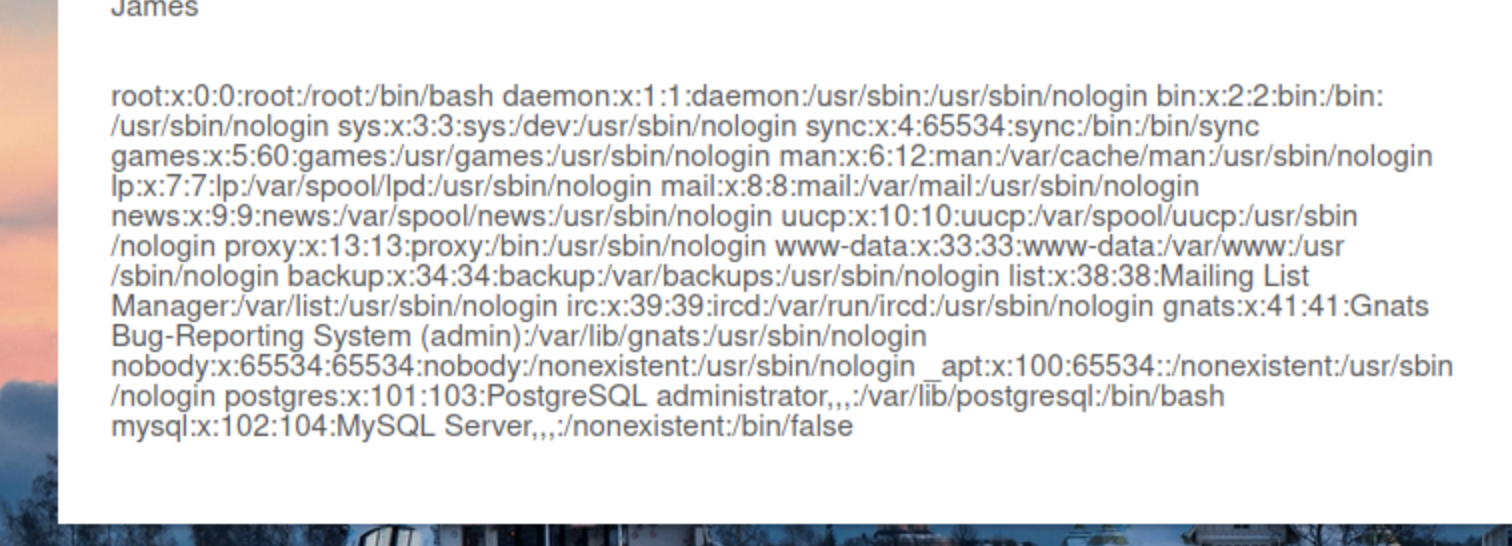 James
root:x:0:0:root:/root:/bin/bash daemon:x:1:1:daemon:/usr/sbin:/usr/sbin/nologin bin:x:2:2:bin:/bin:
/usr/sbin/nologin sys:x:3:3:sys:/dev:/usr/sbin/nologin sync:x:4:65534:sync:/bin:/bin/sync
games:x:5:60:games:/usr/games:/usr/sbin/nologin man:x:6:12:man:/var/cache/man:/usr/sbin/nologin
lp:x:7:7:lp:/var/spool/lpd:/usr/sbin/nologin mail:x:8:8:mail:/var/mail:/usr/sbin/nologin
news:x:9:9:news:/var/spool/news:/usr/sbin/nologin uucp:x:10:10:uucp:/var/spool/uucp:/usr/sbin
/nologin proxy:x:13:13:proxy:/bin:/usr/sbin/nologin www-data:x:33:33:www-data:/var/www:/usr
/sbin/nologin backup:x:34:34:backup:/var/backups:/usr/sbin/nologin list:x:38:38:Mailing List
Manager:/var/list:/usr/sbin/nologin irc:x:39:39:ircd:/var/run/ircd:/usr/sbin/nologin gnats:x:41:41:Gnats
Bug-Reporting System (admin):/var/lib/gnats:/usr/sbin/nologin
nobody:x:65534:65534:nobody:/nonexistent:/usr/sbin/nologin _apt:x:100:65534::/nonexistent:/usr/sbin
/nologin postgres:x:101:103:PostgreSQL administrator,,,:/var/lib/postgresql:/bin/bash
mysql:x:102:104:MySQL Server,,,:/nonexistent:/bin/false